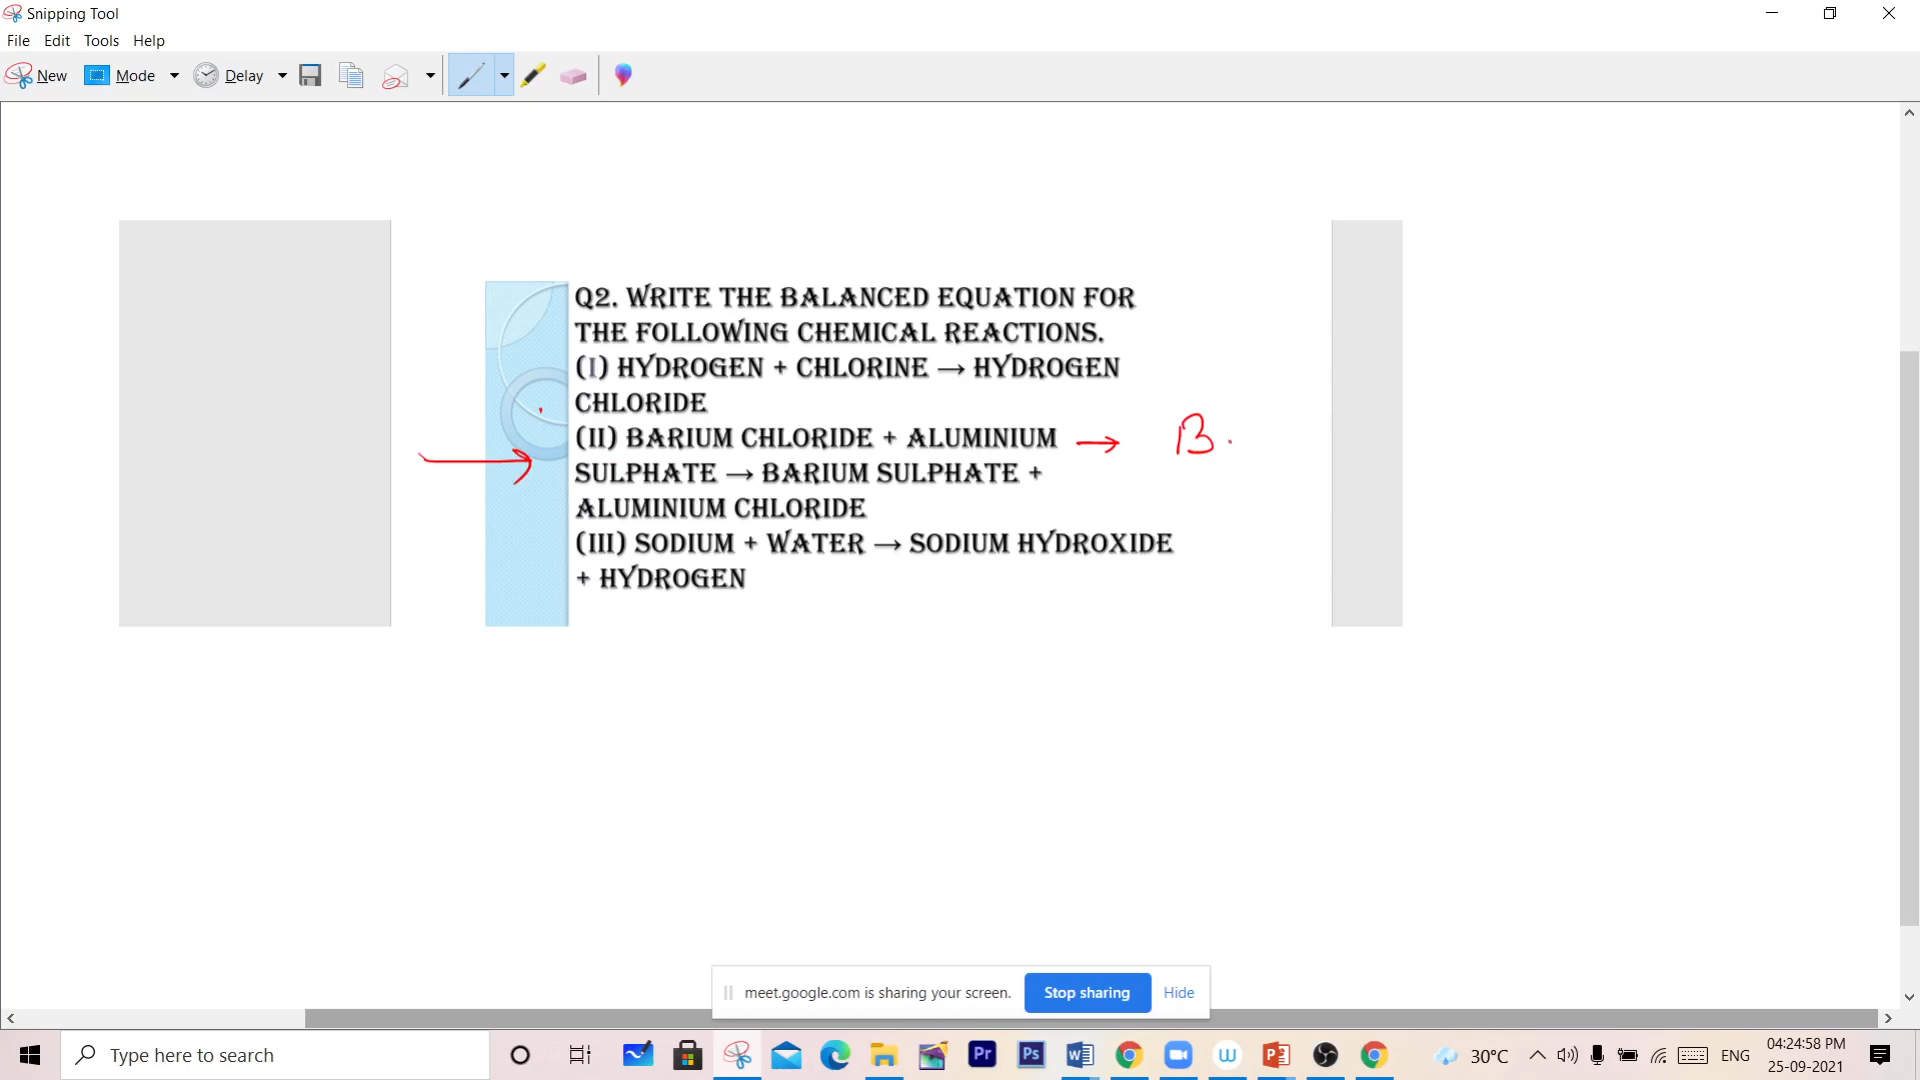 Snipping Tool
File Edit Tools Help
New Mode Delay
Q2. WRITE THE BALANCED EQUATION FOR
THE FOLLOWING CHEMICAL REACTIONS.
(I) HYDROGEN + CHLORINE → HYDROGEN
CHLORIDE
(II) BARIUM CHLORIDE + ALUMINIUM → B
SULPHATE → BARIUM SULPHATE +
ALUMINIUM CHLORIDE
(III) SODIUM + WATER → SODIUM HYDROXIDE
+ HYDROGEN
meet.google.com is sharing your screen. Stop sharing Hide
Type here to search Pr Ps 30°C ENG 04:24:58 PM
25-09-2021